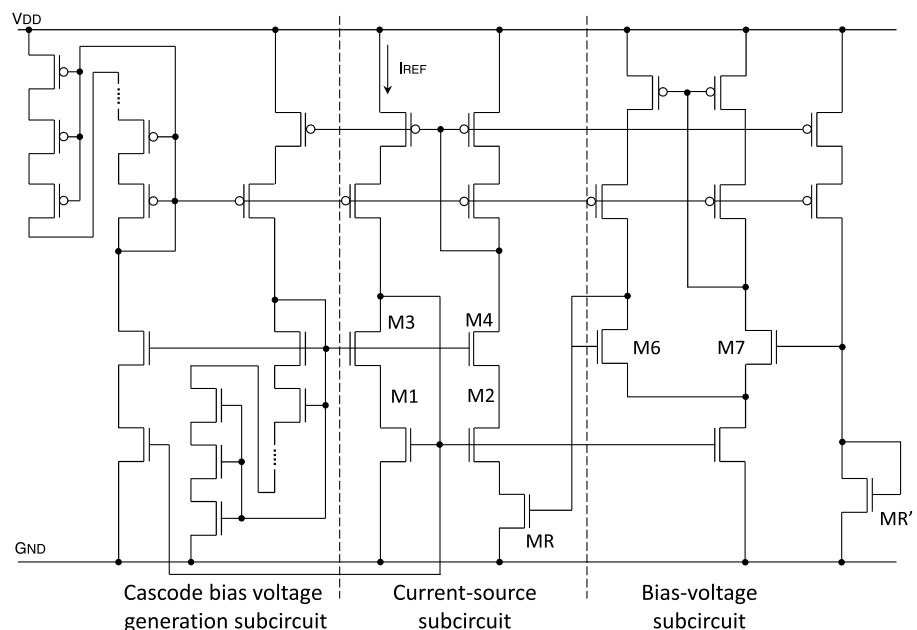 VDD
IREF
M3
M4
M6
M7
M1
M2
MR
MR’
GND
Cascode bias voltage
generation subcircuit
Current-source
subcircuit
Bias-voltage
subcircuit